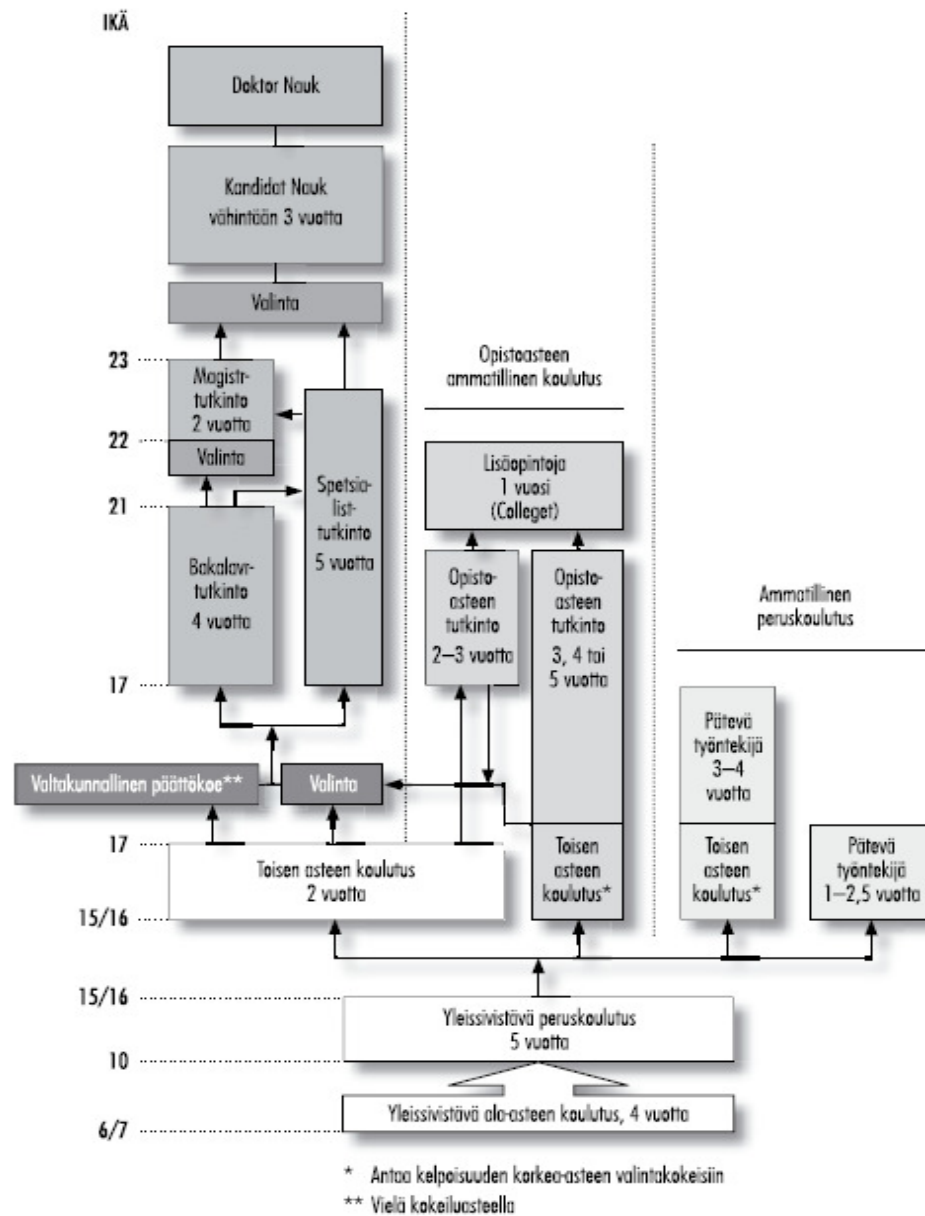 IKÄ
Doktor Nauk
Kandidat Nauk
vähintään 3 vuotta
Valinta
23
Magistr-
tutkinto
2 vuotta
22
Valinta
21
Bakalavr-
tutkinto
4 vuotta
17
Spetsia-
list-
tutkinto
5 vuotta
Opistoasteen
ammatillinen koulutus
Lisäopintoja
1 vuosi
(Colleget)
Opisto-
asteen
tutkinto
2–3 vuotta
Opisto-
asteen
tutkinto
3, 4 tai
5 vuotta
Ammatillinen
peruskoulutus
Pätevä
työntekijä
3–4
vuotta
Valtakunnallinen päättökoe**
Valinta
17
Toisen asteen koulutus
2 vuotta
Toisen
asteen
koulutus*
Toisen
asteen
koulutus*
Pätevä
työntekijä
1–2,5 vuotta
15/16
15/16
Yleissivistävä peruskoulutus
5 vuotta
10
Yleissivistävä ala-asteen koulutus, 4 vuotta
6/7
* Antaa kelpoisuuden korkea-asteen valintakokeisiin
** Vielä kokeiluasteella